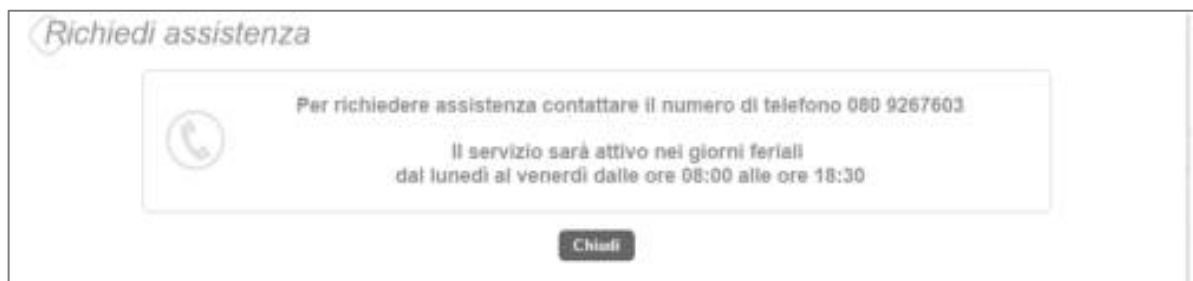 Richiedi assistenza
Per richiedere assistenza contattare il numero di telefono 080 9267603
Il servizio sarà attivo nei giorni feriali
dal lunedì al venerdì dalle ore 08:00 alle ore 18:30
Chiudi